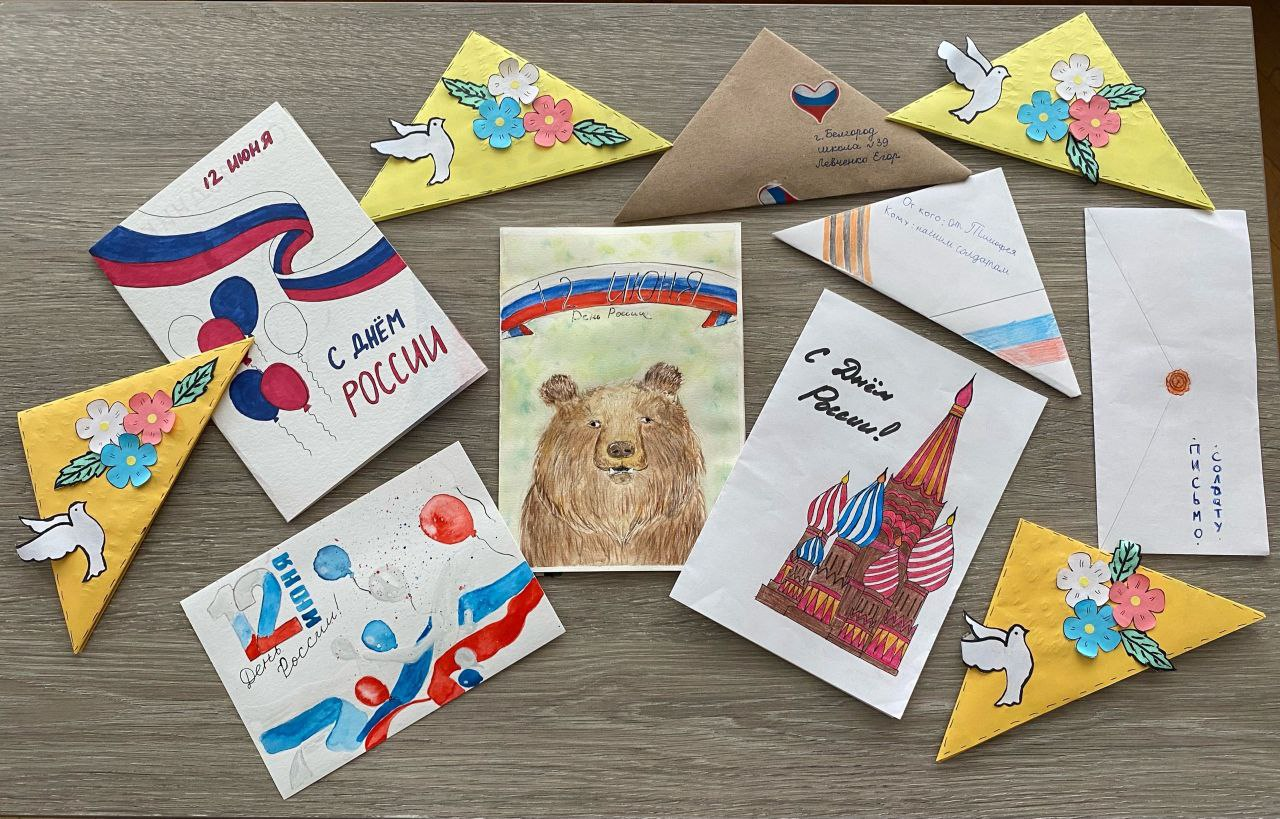 12 ИЮНЯ
С ДНЁМ
РОССИИ
г. Белгород
школа №39
Левченко Егор
От кого: от Тимофея
Кому: нашим солдатам
12 ИЮНЯ
День России
С Днём
России!
ПИСЬМО
СОЛДАТУ
12
ИЮНЯ
День
России!